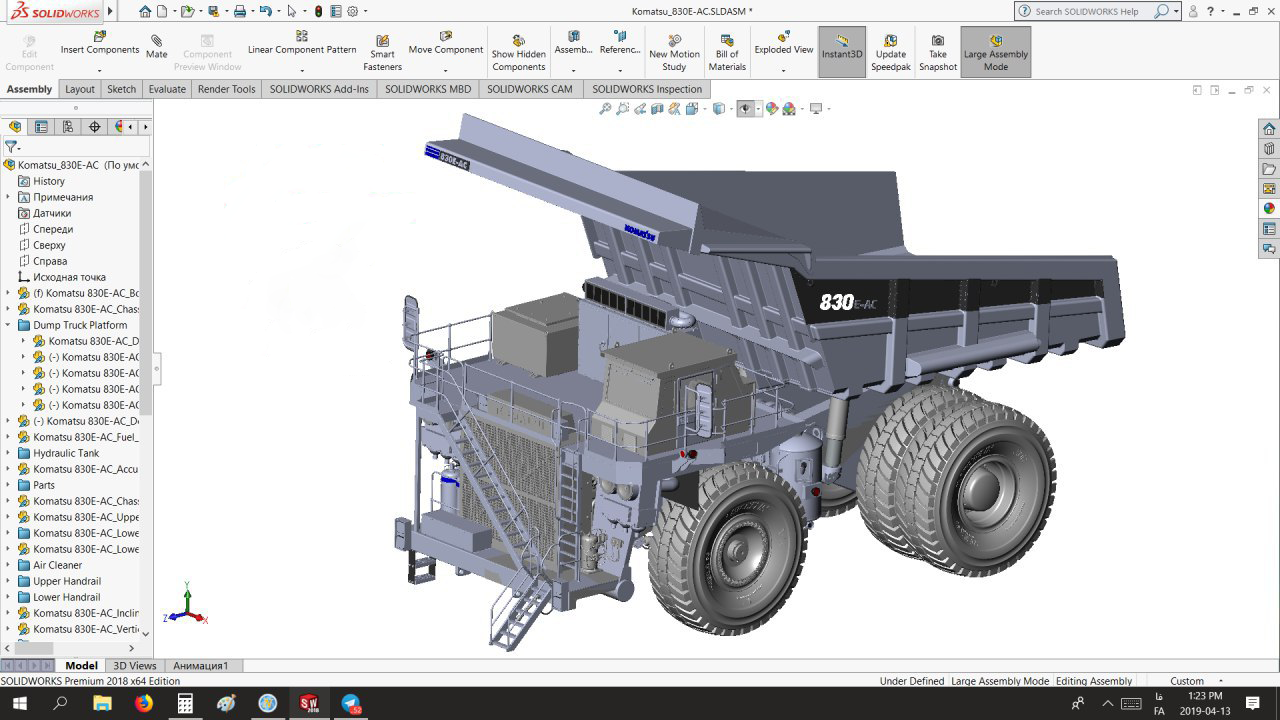 SOLIDWORKS
Komatsu_830E-AC.SLDASM *
Search SOLIDWORKS Help
Edit Component
Insert Components
Mate
Component Preview Window
Linear Component Pattern
Smart Fasteners
Move Component
Show Hidden Components
Assemb...
Referenc...
New Motion Study
Bill of Materials
Exploded View
Instant3D
Update Speedpak
Take Snapshot
Large Assembly Mode
Assembly
Layout
Sketch
Evaluate
Render Tools
SOLIDWORKS Add-Ins
SOLIDWORKS MBD
SOLIDWORKS CAM
SOLIDWORKS Inspection
Komatsu_830E-AC (По умо
History
Примечания
Датчики
Спереди
Сверху
Справа
Исходная точка
(f) Komatsu 830E-AC_Bo
Komatsu 830E-AC_Chass
Dump Truck Platform
Komatsu 830E-AC_D
(-) Komatsu 830E-AC
(-) Komatsu 830E-AC
(-) Komatsu 830E-AC
(-) Komatsu 830E-AC
(-) Komatsu 830E-AC_De
Komatsu 830E-AC_Fuel_
Hydraulic Tank
Komatsu 830E-AC_Accu
Parts
Komatsu 830E-AC_Chass
Komatsu 830E-AC_Uppe
Komatsu 830E-AC_Lowe
Komatsu 830E-AC_Lowe
Air Cleaner
Upper Handrail
Lower Handrail
Komatsu 830E-AC_Inclin
Komatsu 830E-AC_Verti
830E-AC
KOMATSU
830E-AC
Y
Z
X
Model
3D Views
Анимация1
SOLIDWORKS Premium 2018 x64 Edition
Under Defined
Large Assembly Mode
Editing Assembly
Custom
SW
2018
فا
FA
1:23 PM
2019-04-13